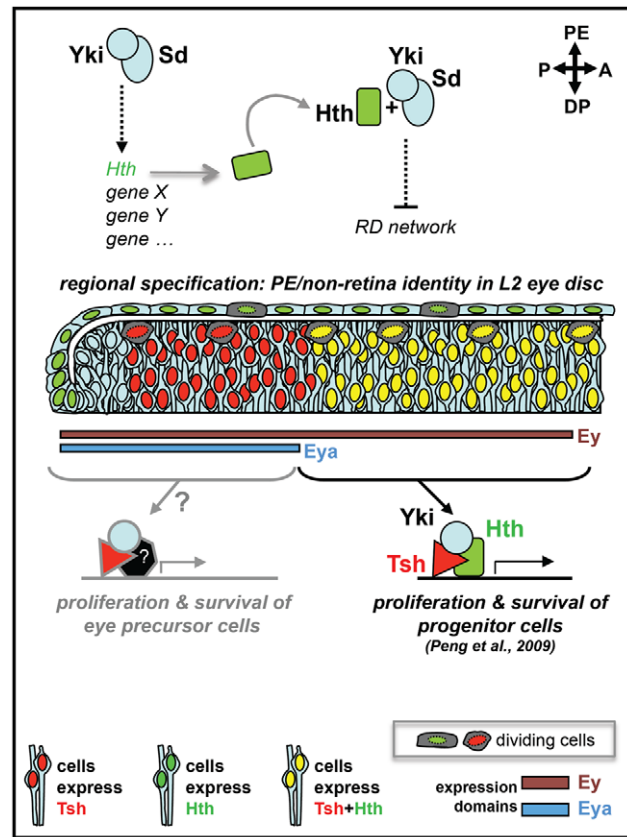 Yki
Sd
Hth
gene X
gene Y
gene ...
Hth
+
Yki
Sd
RD network
PE
P
A
DP
regional specification: PE/non-retina identity in L2 eye disc
Ey
Eya
?
?
proliferation & survival of
eye precursor cells
Yki
Hth
Tsh
proliferation & survival of
progenitor cells
(Peng et al., 2009)
dividing cells
cells
express
Tsh
cells
express
Hth
cells
express
Tsh+Hth
expression
domains
Ey
Eya